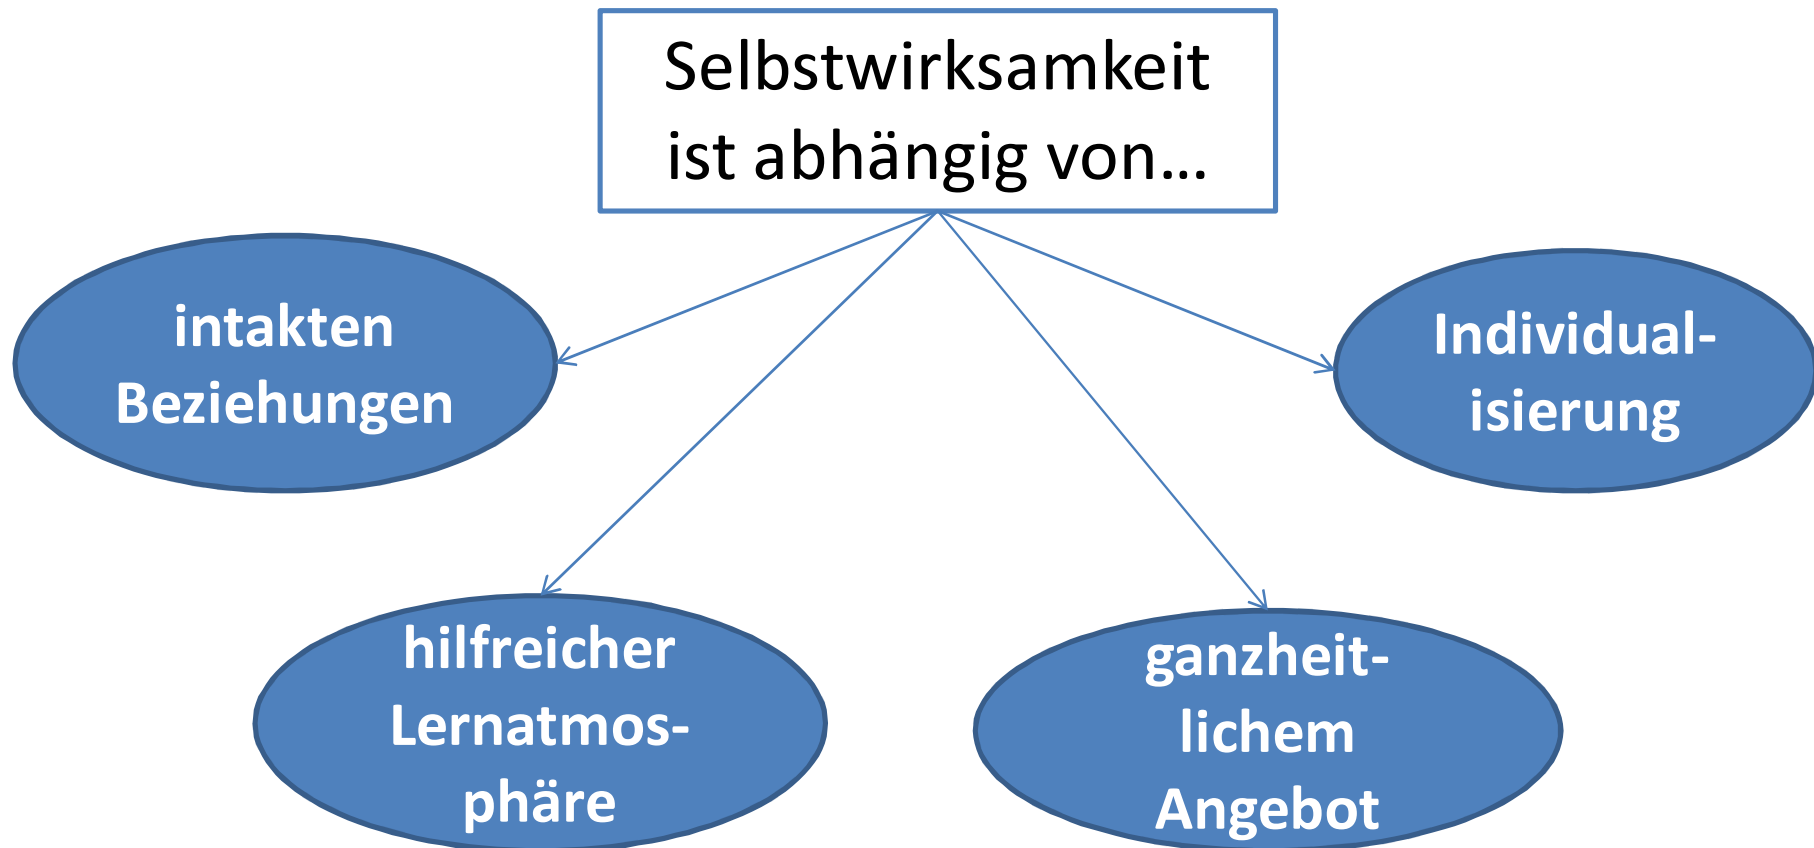 Selbstwirksamkeit
ist abhängig von...
intakten
Beziehungen
Individual-
isierung
hilfreicher
Lernatmos-
phäre
ganzheit-
lichem
Angebot